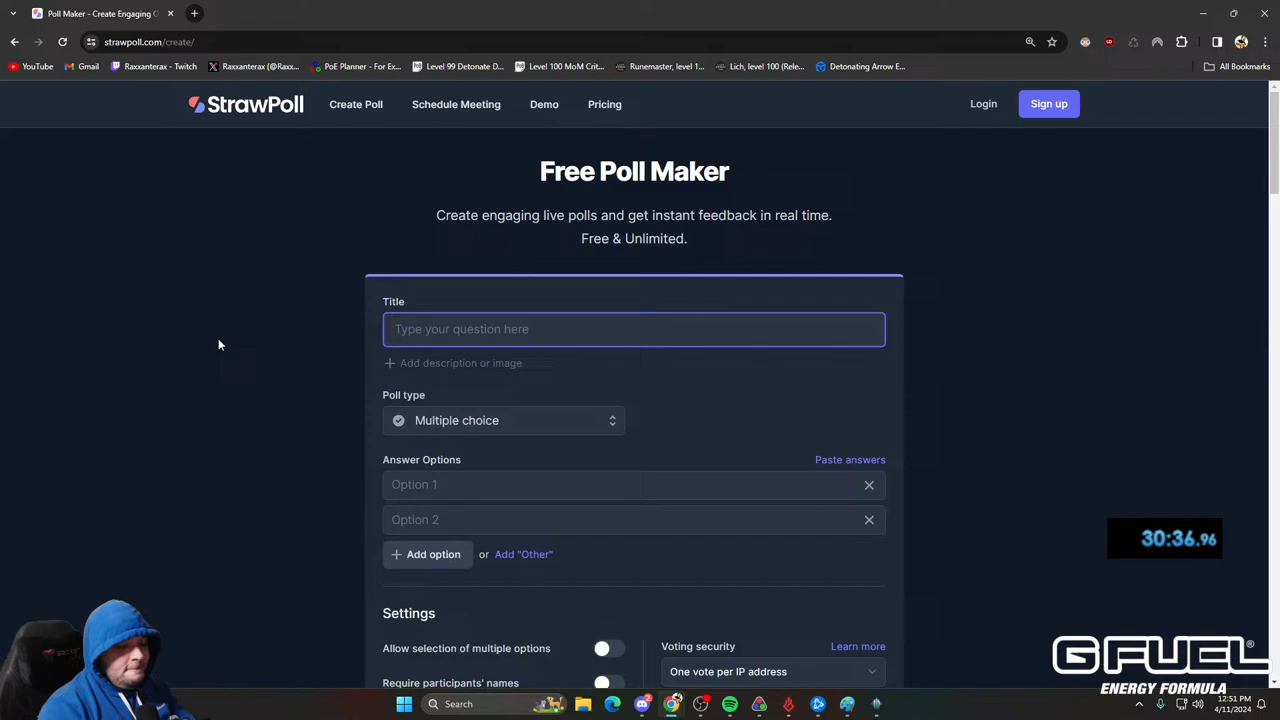 Poll Maker - Create Engaging
strawpoll.com/create/
YouTube
Gmail
Raxxanterax - Twitch
Raxxanterax (@Raxx...
PoE Planner - For Ex...
Level 99 Detonate D...
Level 100 MoM Crit...
Runemaster, level 1...
Lich, level 100 (Rele...
Detonating Arrow E...
All Bookmarks
StrawPoll
Create Poll
Schedule Meeting
Demo
Pricing
Login
Sign up
Free Poll Maker
Create engaging live polls and get instant feedback in real time.
Free & Unlimited.
Title
Type your question here
+ Add description or image
Poll type
Multiple choice
Answer Options
Paste answers
Option 1
Option 2
+ Add option or Add "Other"
Settings
Allow selection of multiple options
Voting security
Learn more
One vote per IP address
Require participants' names
30:36.96
GFUEL®
ENERGY FORMULA
Search
12:51 PM
4/11/2024